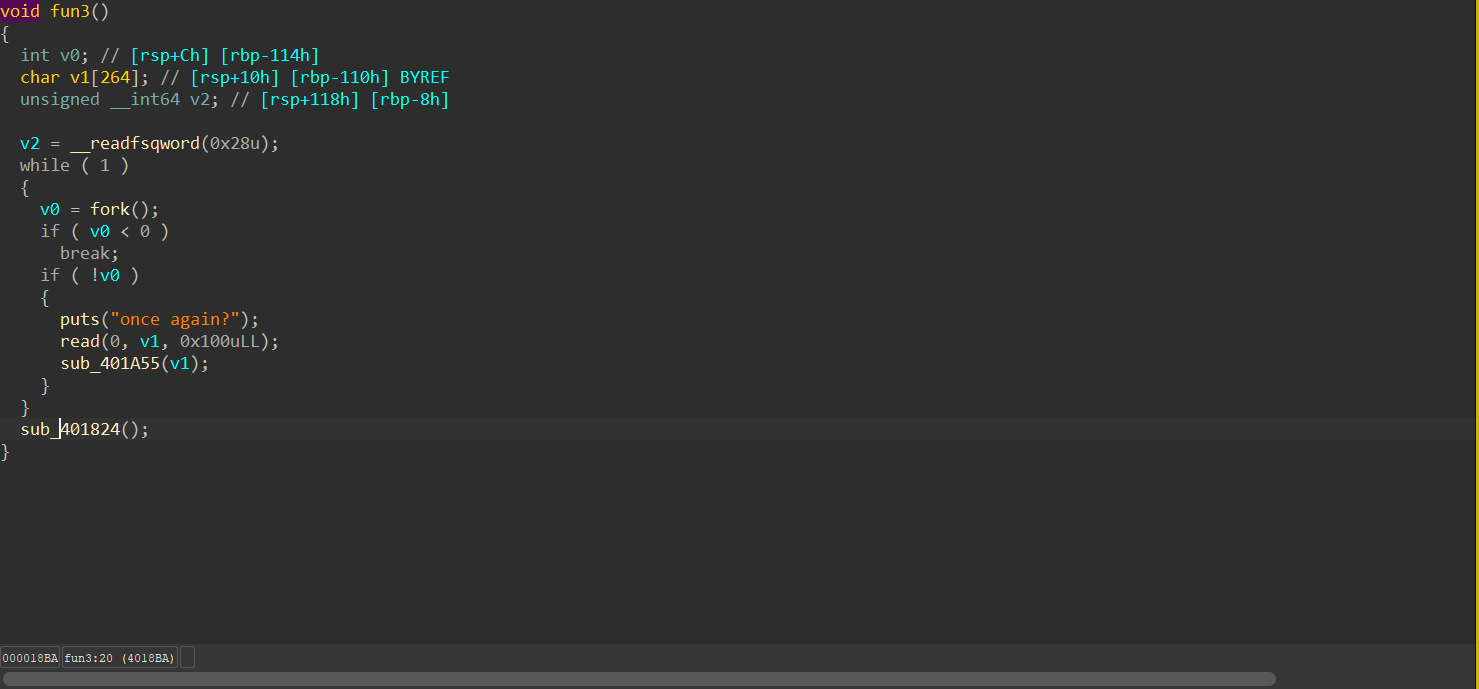 void fun3()
{
  int v0; // [rsp+Ch] [rbp-114h]
  char v1[264]; // [rsp+10h] [rbp-110h] BYREF
  unsigned __int64 v2; // [rsp+118h] [rbp-8h]

  v2 = __readfsqword(0x28u);
  while ( 1 )
  {
    v0 = fork();
    if ( v0 < 0 )
      break;
    if ( !v0 )
    {
      puts("once again?");
      read(0, v1, 0x100uLL);
      sub_401A55(v1);
    }
  }
  sub_401824();
}
000018BA fun3:20 (4018BA)